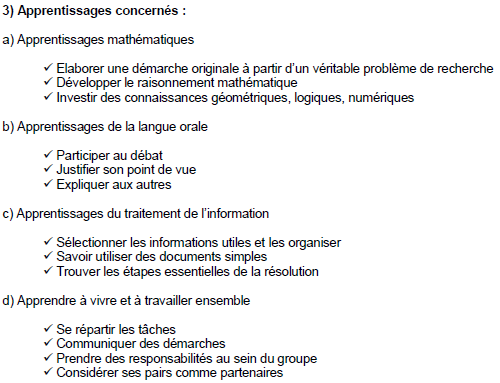 3) Apprentissages concernés :
a) Apprentissages mathématiques
✓ Elaborer une démarche originale à partir d'un véritable problème de recherche
✓ Développer le raisonnement mathématique
✓ Investir des connaissances géométriques, logiques, numériques
b) Apprentissages de la langue orale
✓ Participer au débat
✓ Justifier son point de vue
✓ Expliquer aux autres
c) Apprentissages du traitement de l'information
✓ Sélectionner les informations utiles et les organiser
✓ Savoir utiliser des documents simples
✓ Trouver les étapes essentielles de la résolution
d) Apprendre à vivre et à travailler ensemble
✓ Se répartir les tâches
✓ Communiquer des démarches
✓ Prendre des responsabilités au sein du groupe
✓ Considérer ses pairs comme partenaires